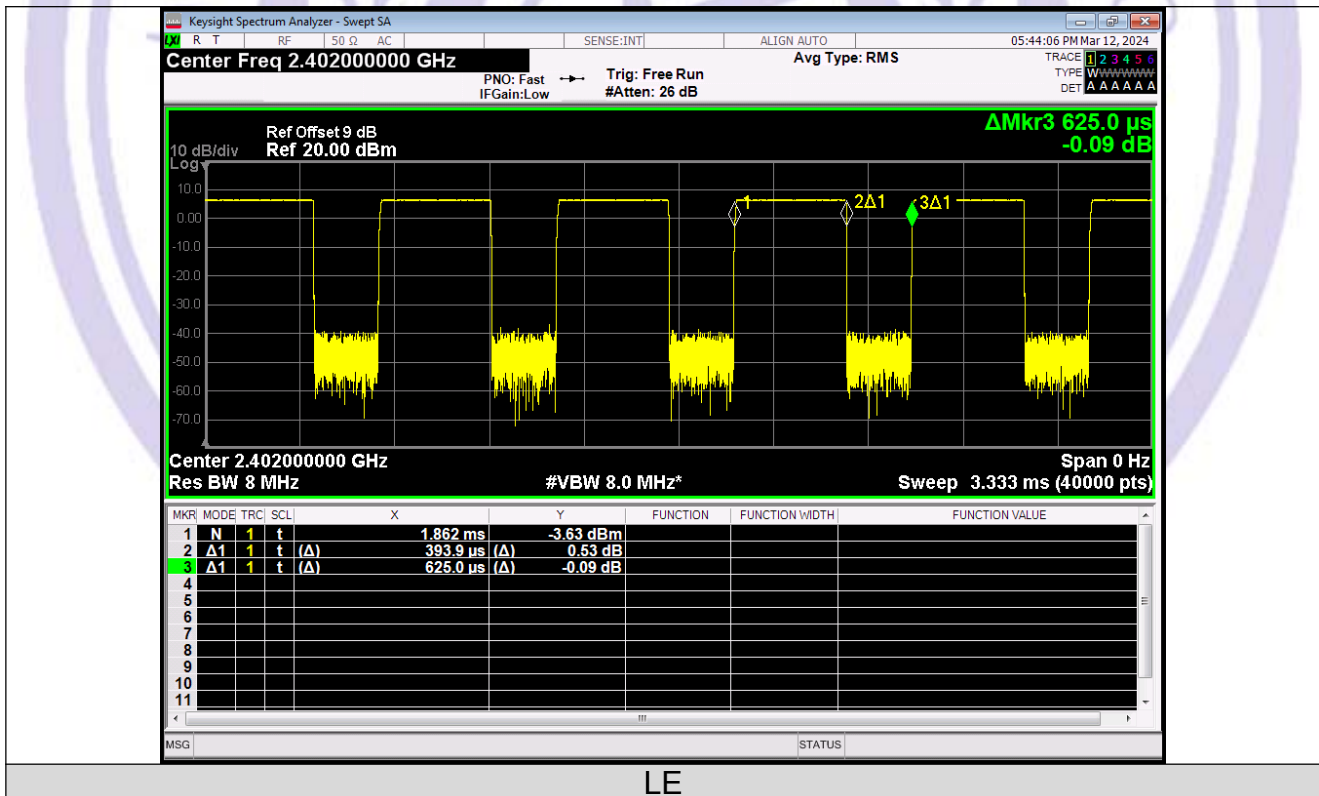 Keysight Spectrum Analyzer - Swept SA
LXI R T RF 50 Ω AC SENSE:INT ALIGN AUTO 05:44:06 PM Mar 12, 2024
Center Freq 2.402000000 GHz Avg Type: RMS TRACE 1 2 3 4 5 6
PNO: Fast Trig: Free Run TYPE W
IFGain:Low #Atten: 26 dB DET A A A A A A
ΔMkr3 625.0 µs
Ref Offset 9 dB
10 dB/div Ref 20.00 dBm -0.09 dB
Log
10.0
0.00
1 2Δ1 3Δ1
-10.0
-20.0
-30.0
-40.0
-50.0
-60.0
-70.0
Center 2.402000000 GHz Span 0 Hz
Res BW 8 MHz #VBW 8.0 MHz* Sweep 3.333 ms (40000 pts)
MKR MODE TRC SCL X Y FUNCTION FUNCTION WIDTH FUNCTION VALUE
1 N 1 t 1.862 ms -3.63 dBm
2 Δ1 1 t (Δ) 393.9 µs (Δ) 0.53 dB
3 Δ1 1 t (Δ) 625.0 µs (Δ) -0.09 dB
4
5
6
7
8
9
10
11
MSG STATUS
LE